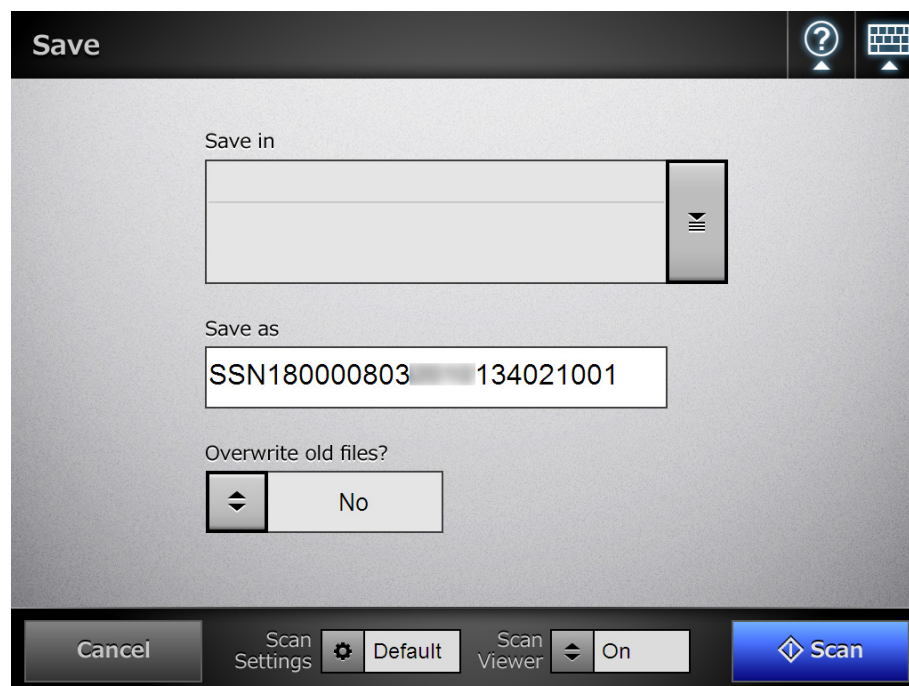 Save
Save in
Save as
SSN180000803 134021001
Overwrite old files?
No
Cancel
Scan Settings
Default
Scan Viewer
On
Scan